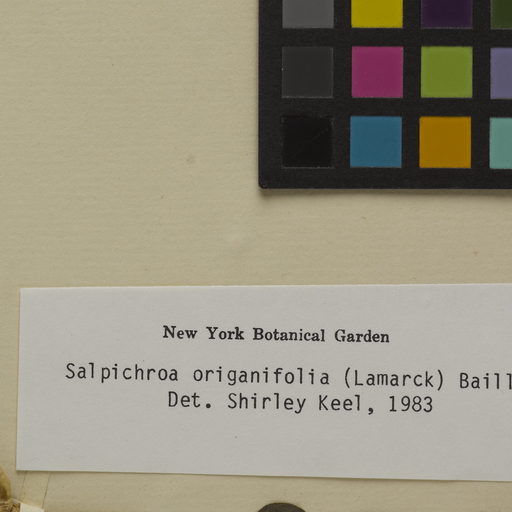 New York Botanical Garden
Salpichroa origanifolia (Lamarck) Baill
Det. Shirley Keel, 1983